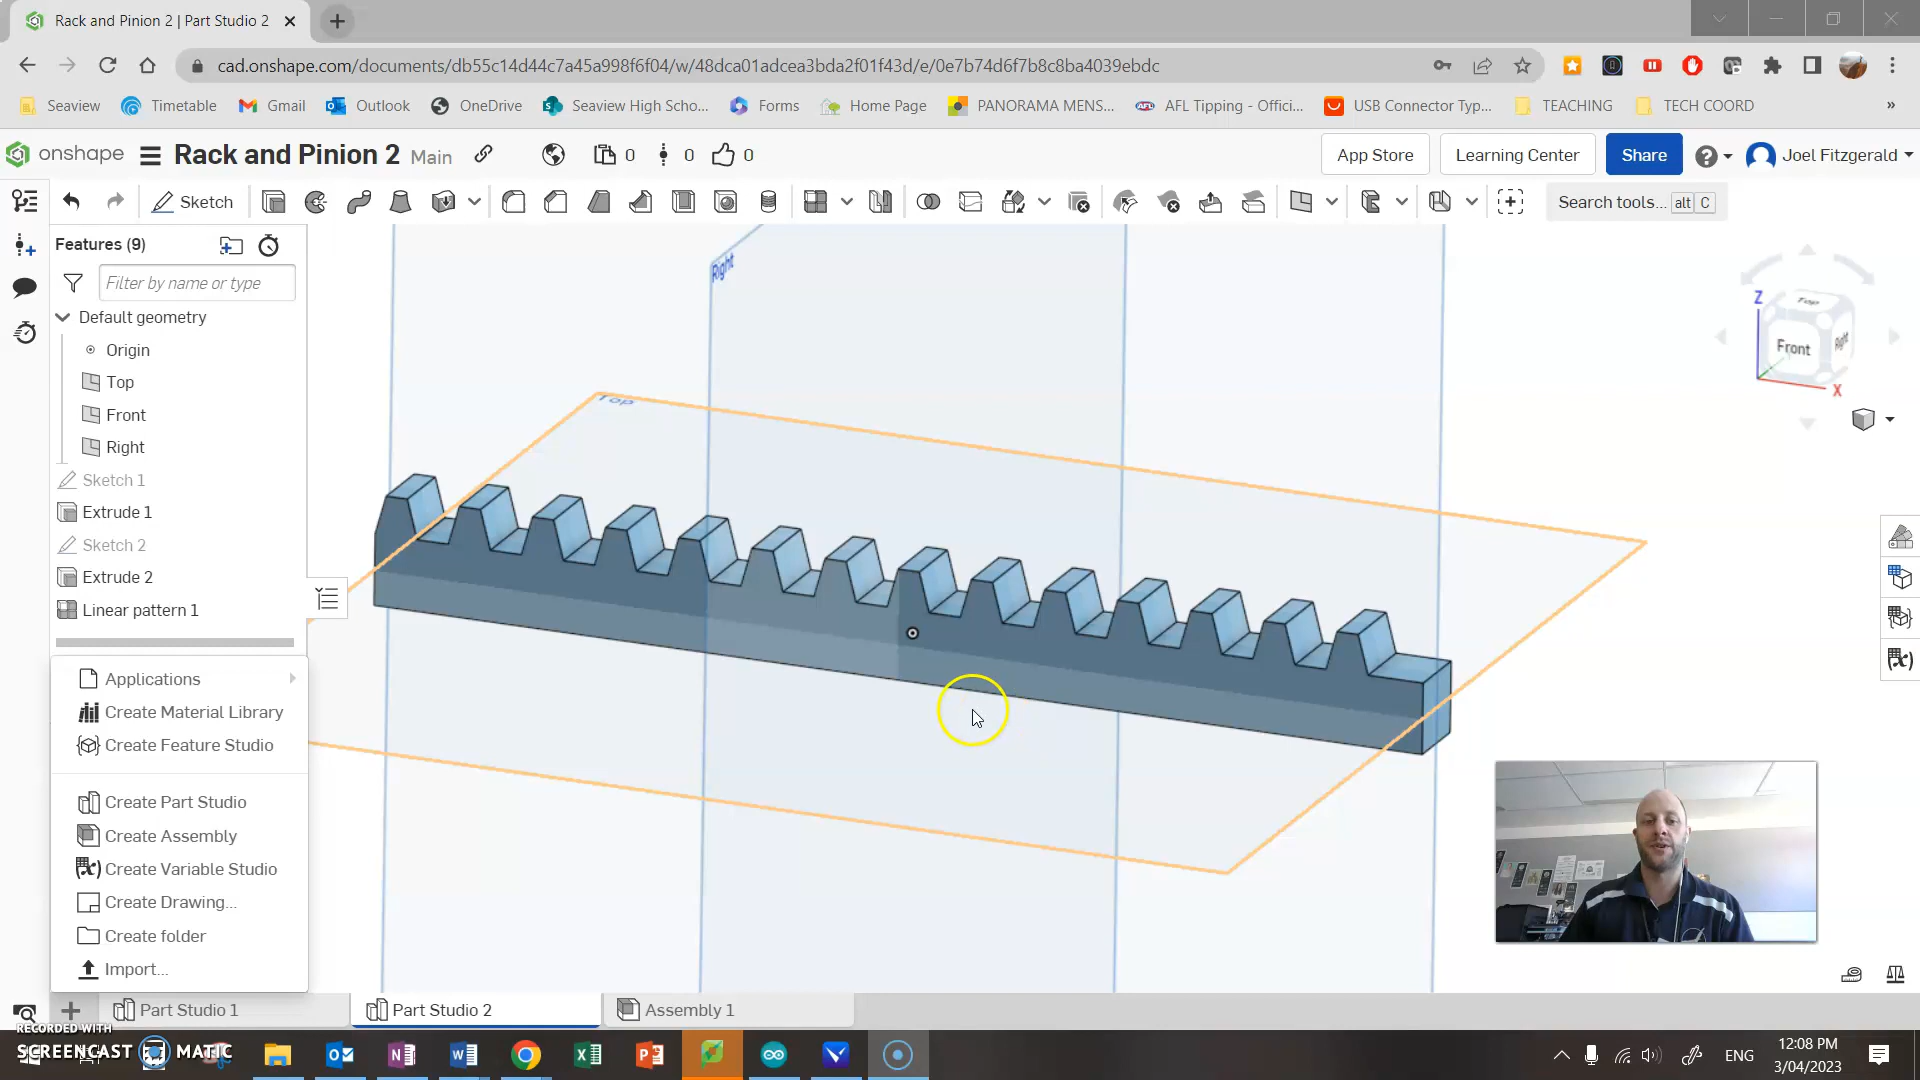 Rack and Pinion 2 | Part Studio 2
cad.onshape.com/documents/db55c14d44c7a45a998f6f04/w/48dca01adcea3bda2f01f43d/e/0e7b74d6f7b8c8ba4039ebdc
Seaview Timetable Gmail Outlook OneDrive Seaview High Scho... Forms Home Page PANORAMA MENS... AFL Tipping - Offici... USB Connector Typ... TEACHING TECH COORD »
onshape Rack and Pinion 2 Main 0 0 0 App Store Learning Center Share Joel Fitzgerald
Sketch Search tools... alt C
Features (9)
Filter by name or type
Default geometry
Origin
Top
Front
Right
Sketch 1
Extrude 1
Sketch 2
Extrude 2
Linear pattern 1
Applications
Create Material Library
Create Feature Studio
Create Part Studio
Create Assembly
Create Variable Studio
Create Drawing...
Create folder
Import...
Right
Top
Z
Top
Front
Right
X
Part Studio 1 Part Studio 2 Assembly 1
RECORDED WITH
SCREENCAST MATIC
ENG
12:08 PM
3/04/2023